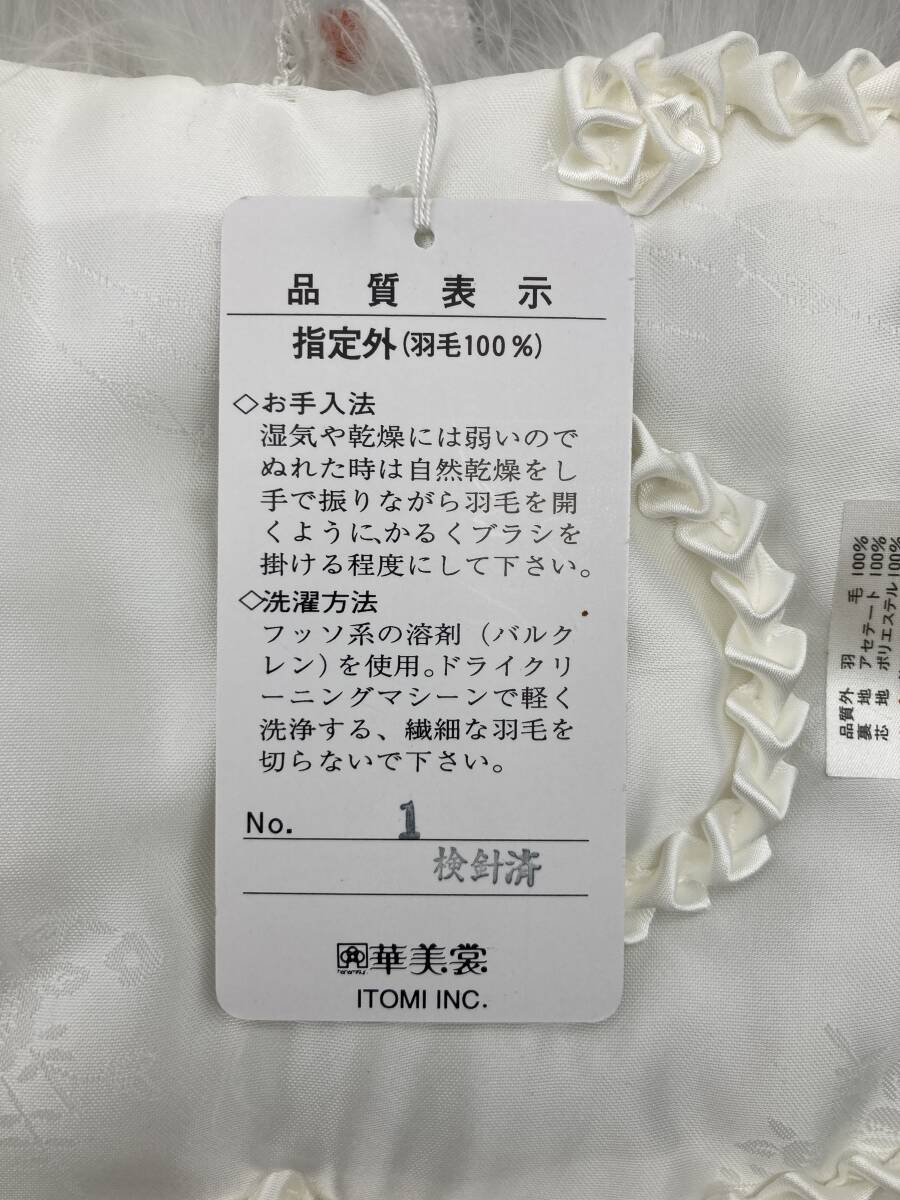 品質表示
指定外(羽毛100%)
◇お手入法
湿気や乾燥には弱いので
ぬれた時は自然乾燥をし
手で振りながら羽毛を開
くように、かるくブラシを
掛ける程度にして下さい。
◇洗濯方法
フッソ系の溶剤(バルク
レン)を使用。ドライクリ
ーニングマシーンで軽く
洗浄する、繊細な羽毛を
切らないで下さい。
No. 1
検針済
華美裳
ITOMI INC.
品質外 羽毛 100%
裏地 アセテート 100%
芯地 ポリエステル 100%